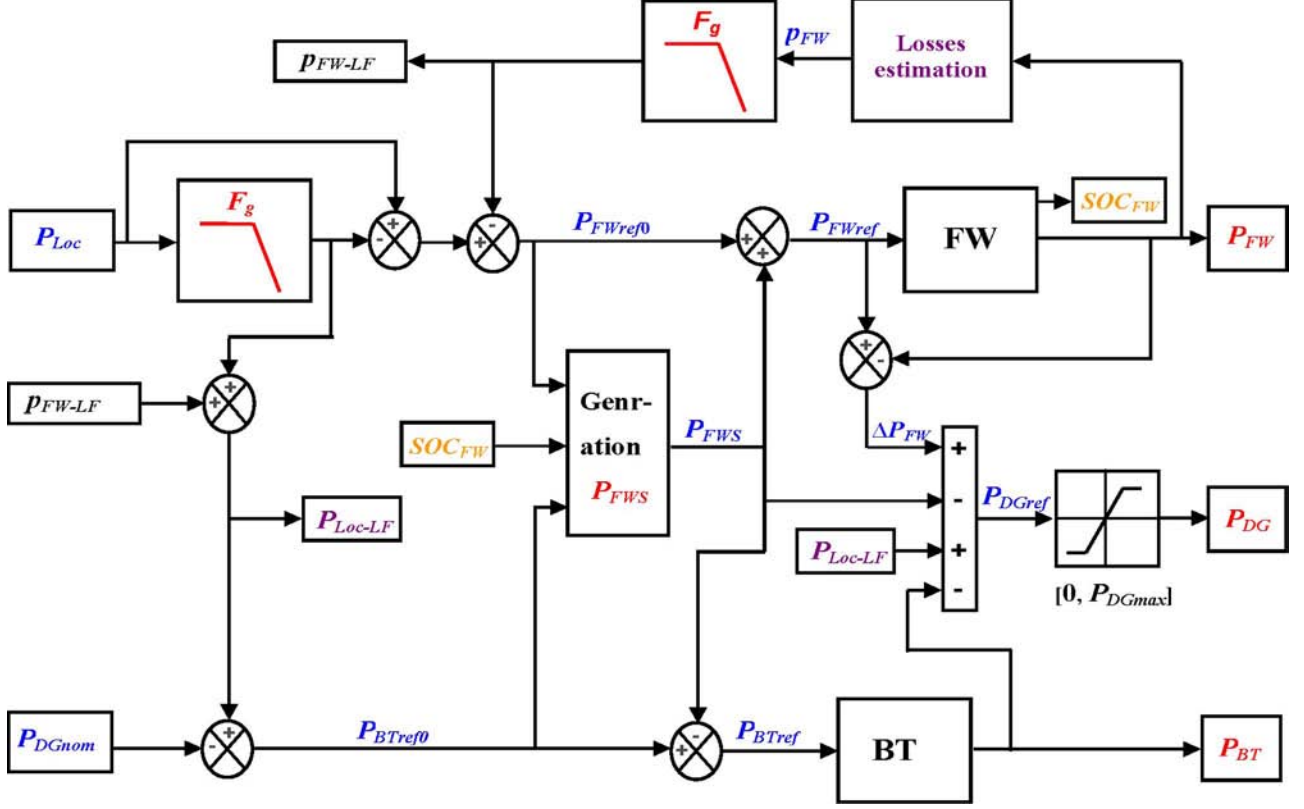 F_g
p_FW
Losses
estimation
p_FW-LF
P_Loc
F_g
+
-
-
+
P_FWref0
+
+
P_FWref
FW
SOC_FW
P_FW
+
-
p_FW-LF
+
+
Genr-
ation
P_FWS
SOC_FW
P_FWS
ΔP_FW
+
-
+
-
P_Loc-LF
P_Loc-LF
P_DGref
P_DG
[0, P_DGmax]
P_DGnom
+
-
P_BTref0
-
+
P_BTref
BT
P_BT